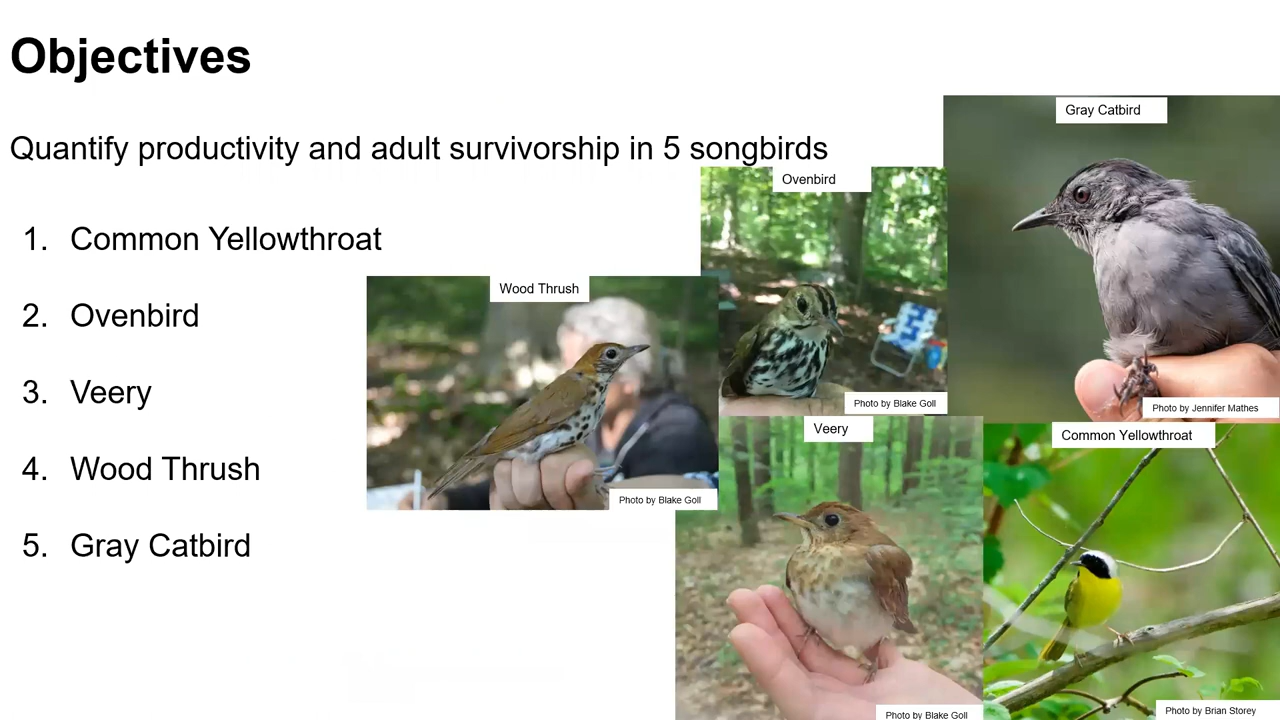 Objectives
Quantify productivity and adult survivorship in 5 songbirds
1. Common Yellowthroat
2. Ovenbird
3. Veery
4. Wood Thrush
5. Gray Catbird
Wood Thrush
Photo by Blake Goll
Ovenbird
Photo by Blake Goll
Gray Catbird
Photo by Jennifer Mathes
Veery
Photo by Blake Goll
Common Yellowthroat
Photo by Brian Storey